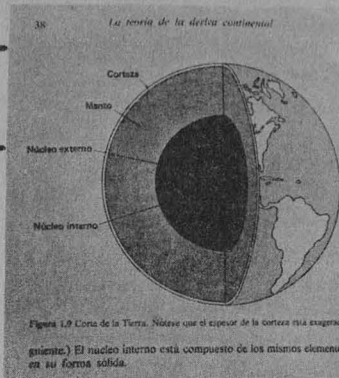 38 La teoría de la deriva continental
Corteza
Manto
Núcleo externo
Núcleo interno
Figura 1.9 Corte de la Tierra. Nótese que el espesor de la corteza está
guiente.) El núcleo interno está compuesto de los mismos
en su forma sólida.